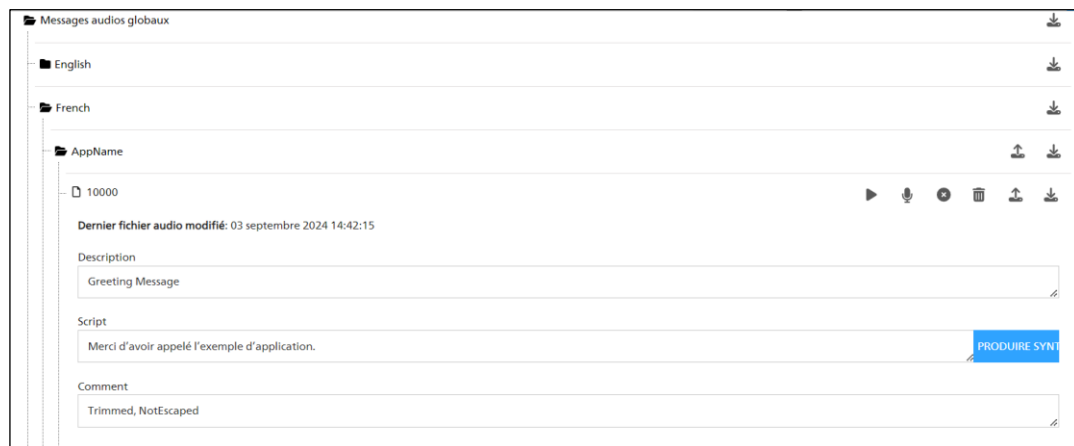 Messages audios globaux
English
French
AppName
10000
Dernier fichier audio modifié: 03 septembre 2024 14:42:15
Description
Greeting Message
Script
Merci d'avoir appelé l'exemple d'application.
PRODUIRE SYNT
Comment
Trimmed, NotEscaped